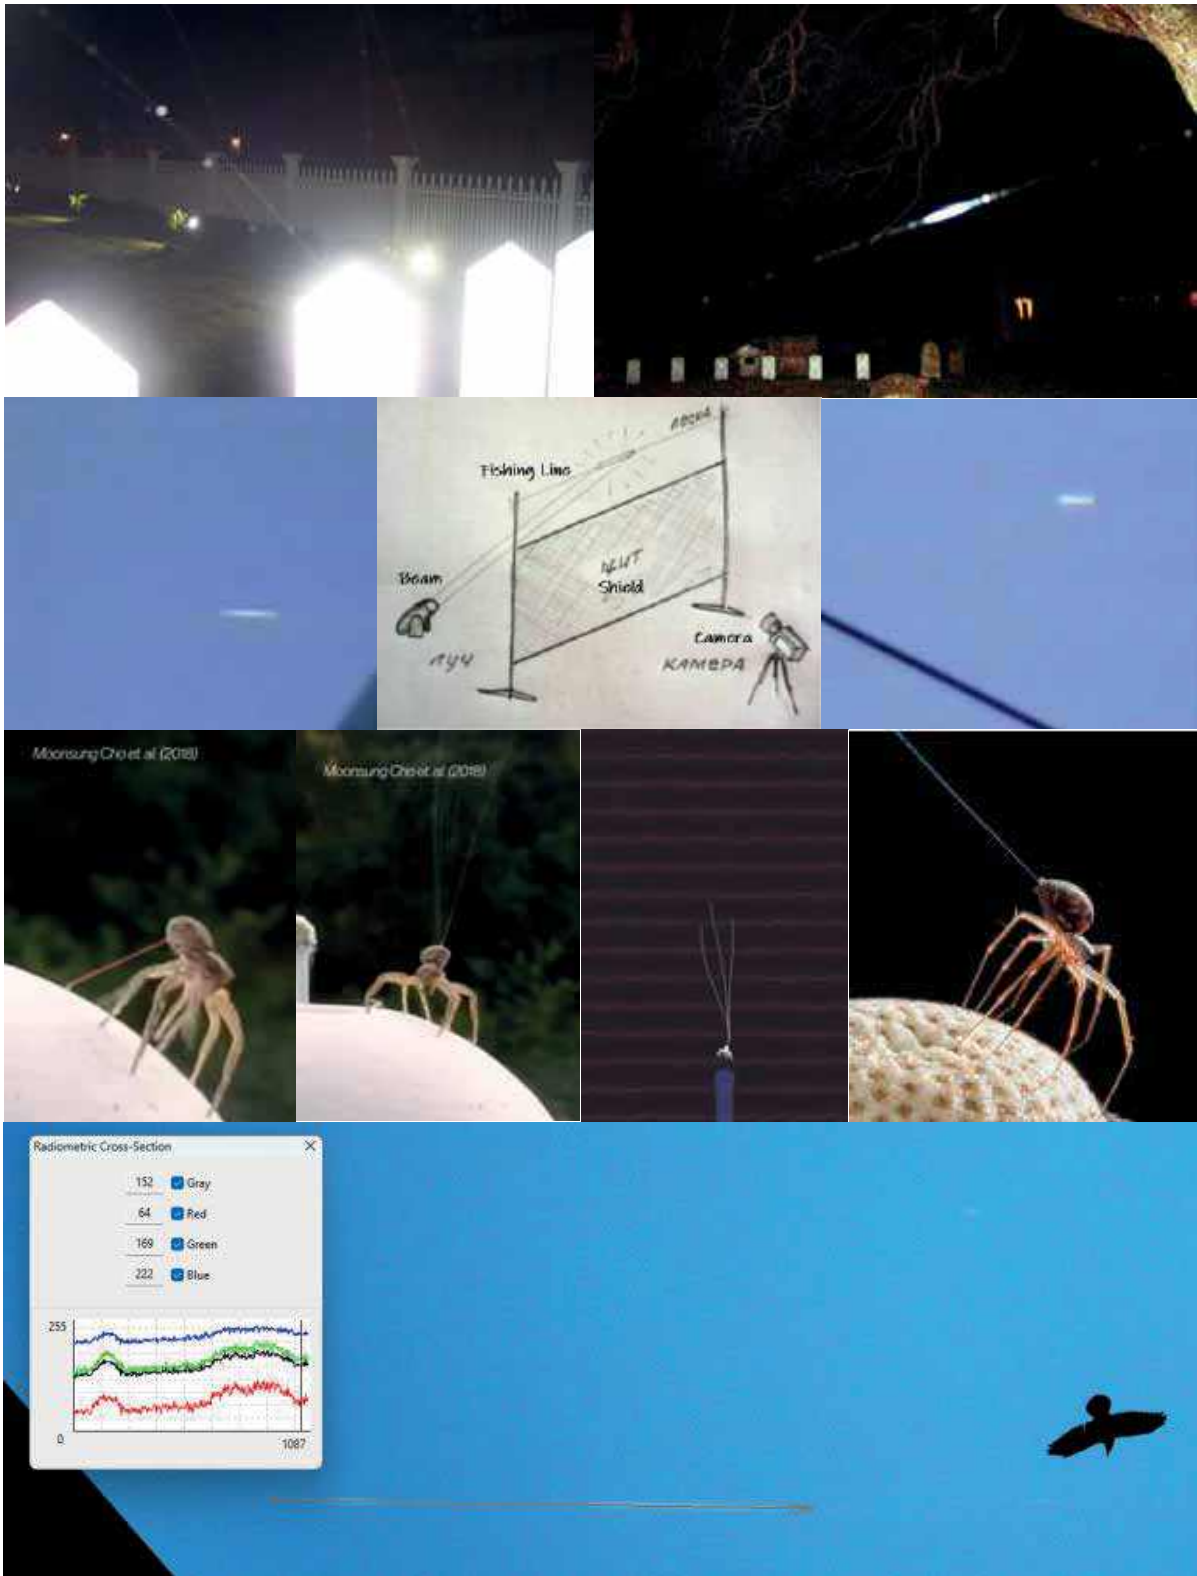 ЛЕСКА
Fishing Line
щит
Shield
Beam
луч
Camera
КАМЕРА
Moonsung Cho et al. (2018)
Moonsung Cho et al. (2018)
Radiometric Cross-Section
152 Gray
64 Red
169 Green
222 Blue
255
0
1087